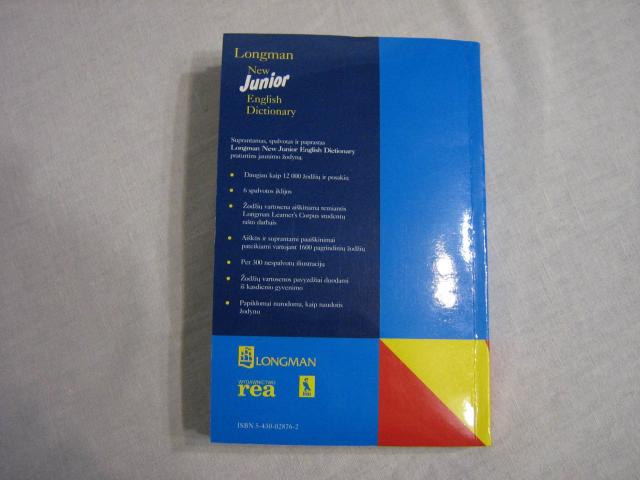 Longman
New
Junior
English
Dictionary
Suprantamas, spalvotas ir paprastas
Longman New Junior English Dictionary
praturtins jaunimo žodyną.
Daugiau kaip 12 000 žodžių ir posakių
6 spalvotos iklijos
Žodžių vartosena aiškinama remiantis
Longman Learner's Corpus studentų
rašto darbais
Aiškūs ir suprantami paaiškinimai
pateikiami vartojant 1600 pagrindinių žodžių
Per 300 nespalvotų iliustracijų
Žodžių vartosenos pavyzdžiai duodami
iš kasdienio gyvenimo
Papildomai nurodoma, kaip naudotis
žodynu
LONGMAN
WYDAWNICTWO
rea
ISBN 5-430-02876-2